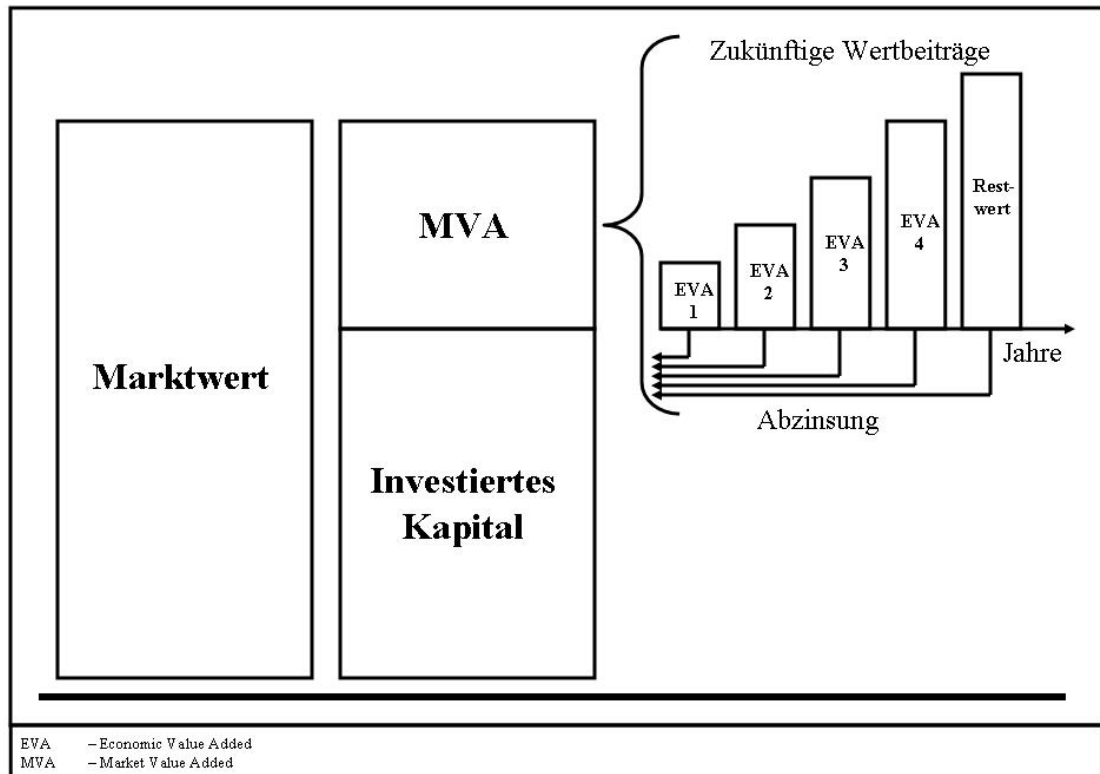 Zukünftige Wertbeiträge
Marktwert
MVA
Investiertes
Kapital
EVA
1
EVA
2
EVA
3
EVA
4
Rest-
wert
Jahre
Abzinsung
EVA – Economic Value Added
MVA – Market Value Added